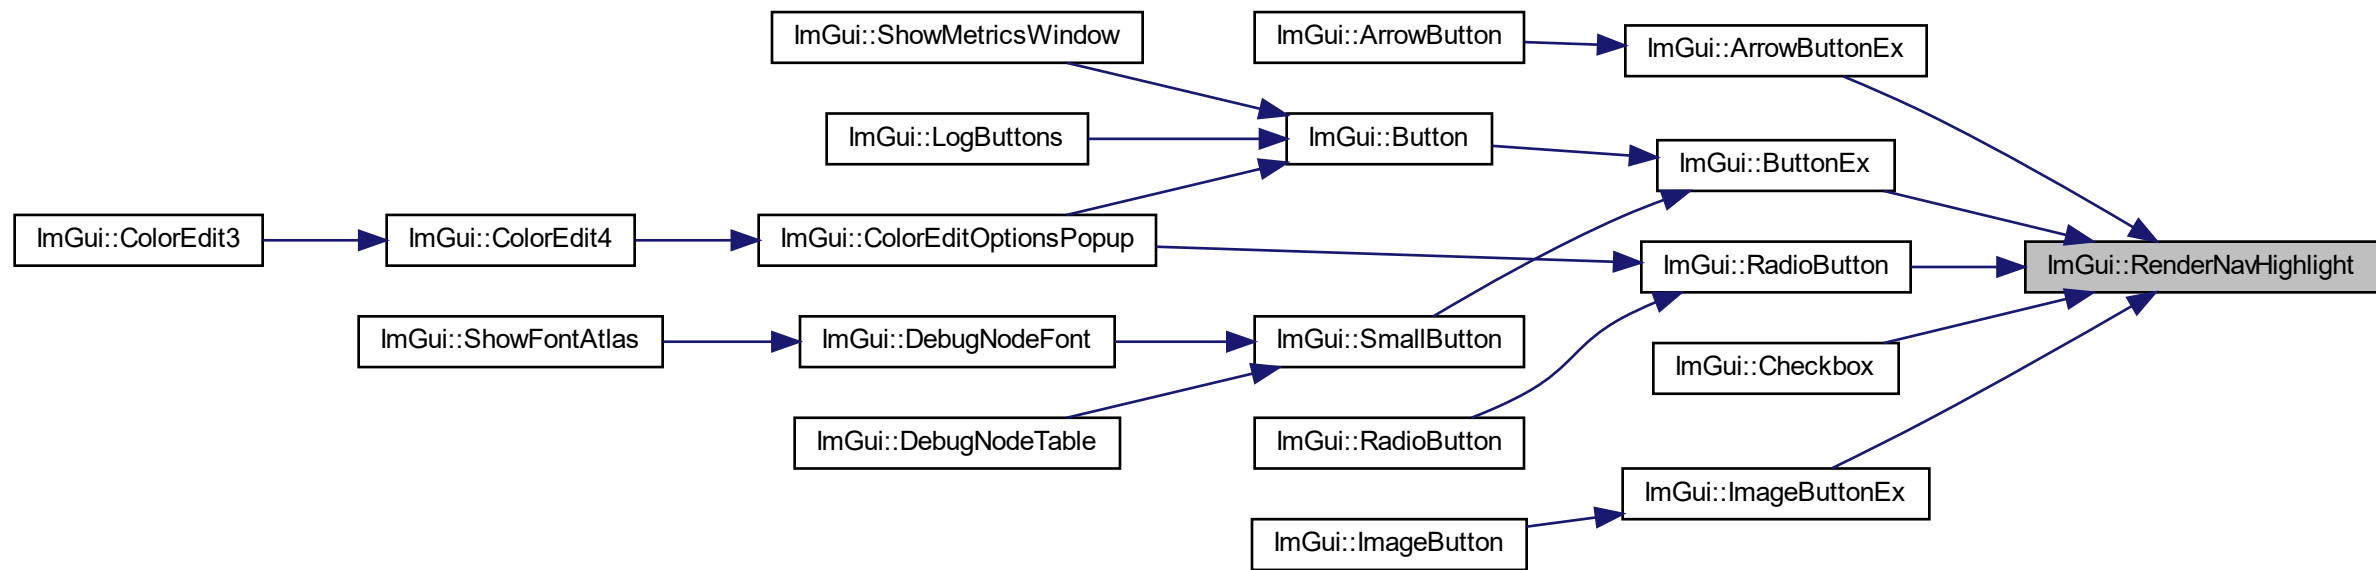 ImGui::ShowMetricsWindow
ImGui::ArrowButton
ImGui::ArrowButtonEx
ImGui::LogButtons
ImGui::Button
ImGui::ButtonEx
ImGui::ColorEdit3
ImGui::ColorEdit4
ImGui::ColorEditOptionsPopup
ImGui::RadioButton
ImGui::RenderNavHighlight
ImGui::ShowFontAtlas
ImGui::DebugNodeFont
ImGui::SmallButton
ImGui::Checkbox
ImGui::DebugNodeTable
ImGui::RadioButton
ImGui::ImageButtonEx
ImGui::ImageButton